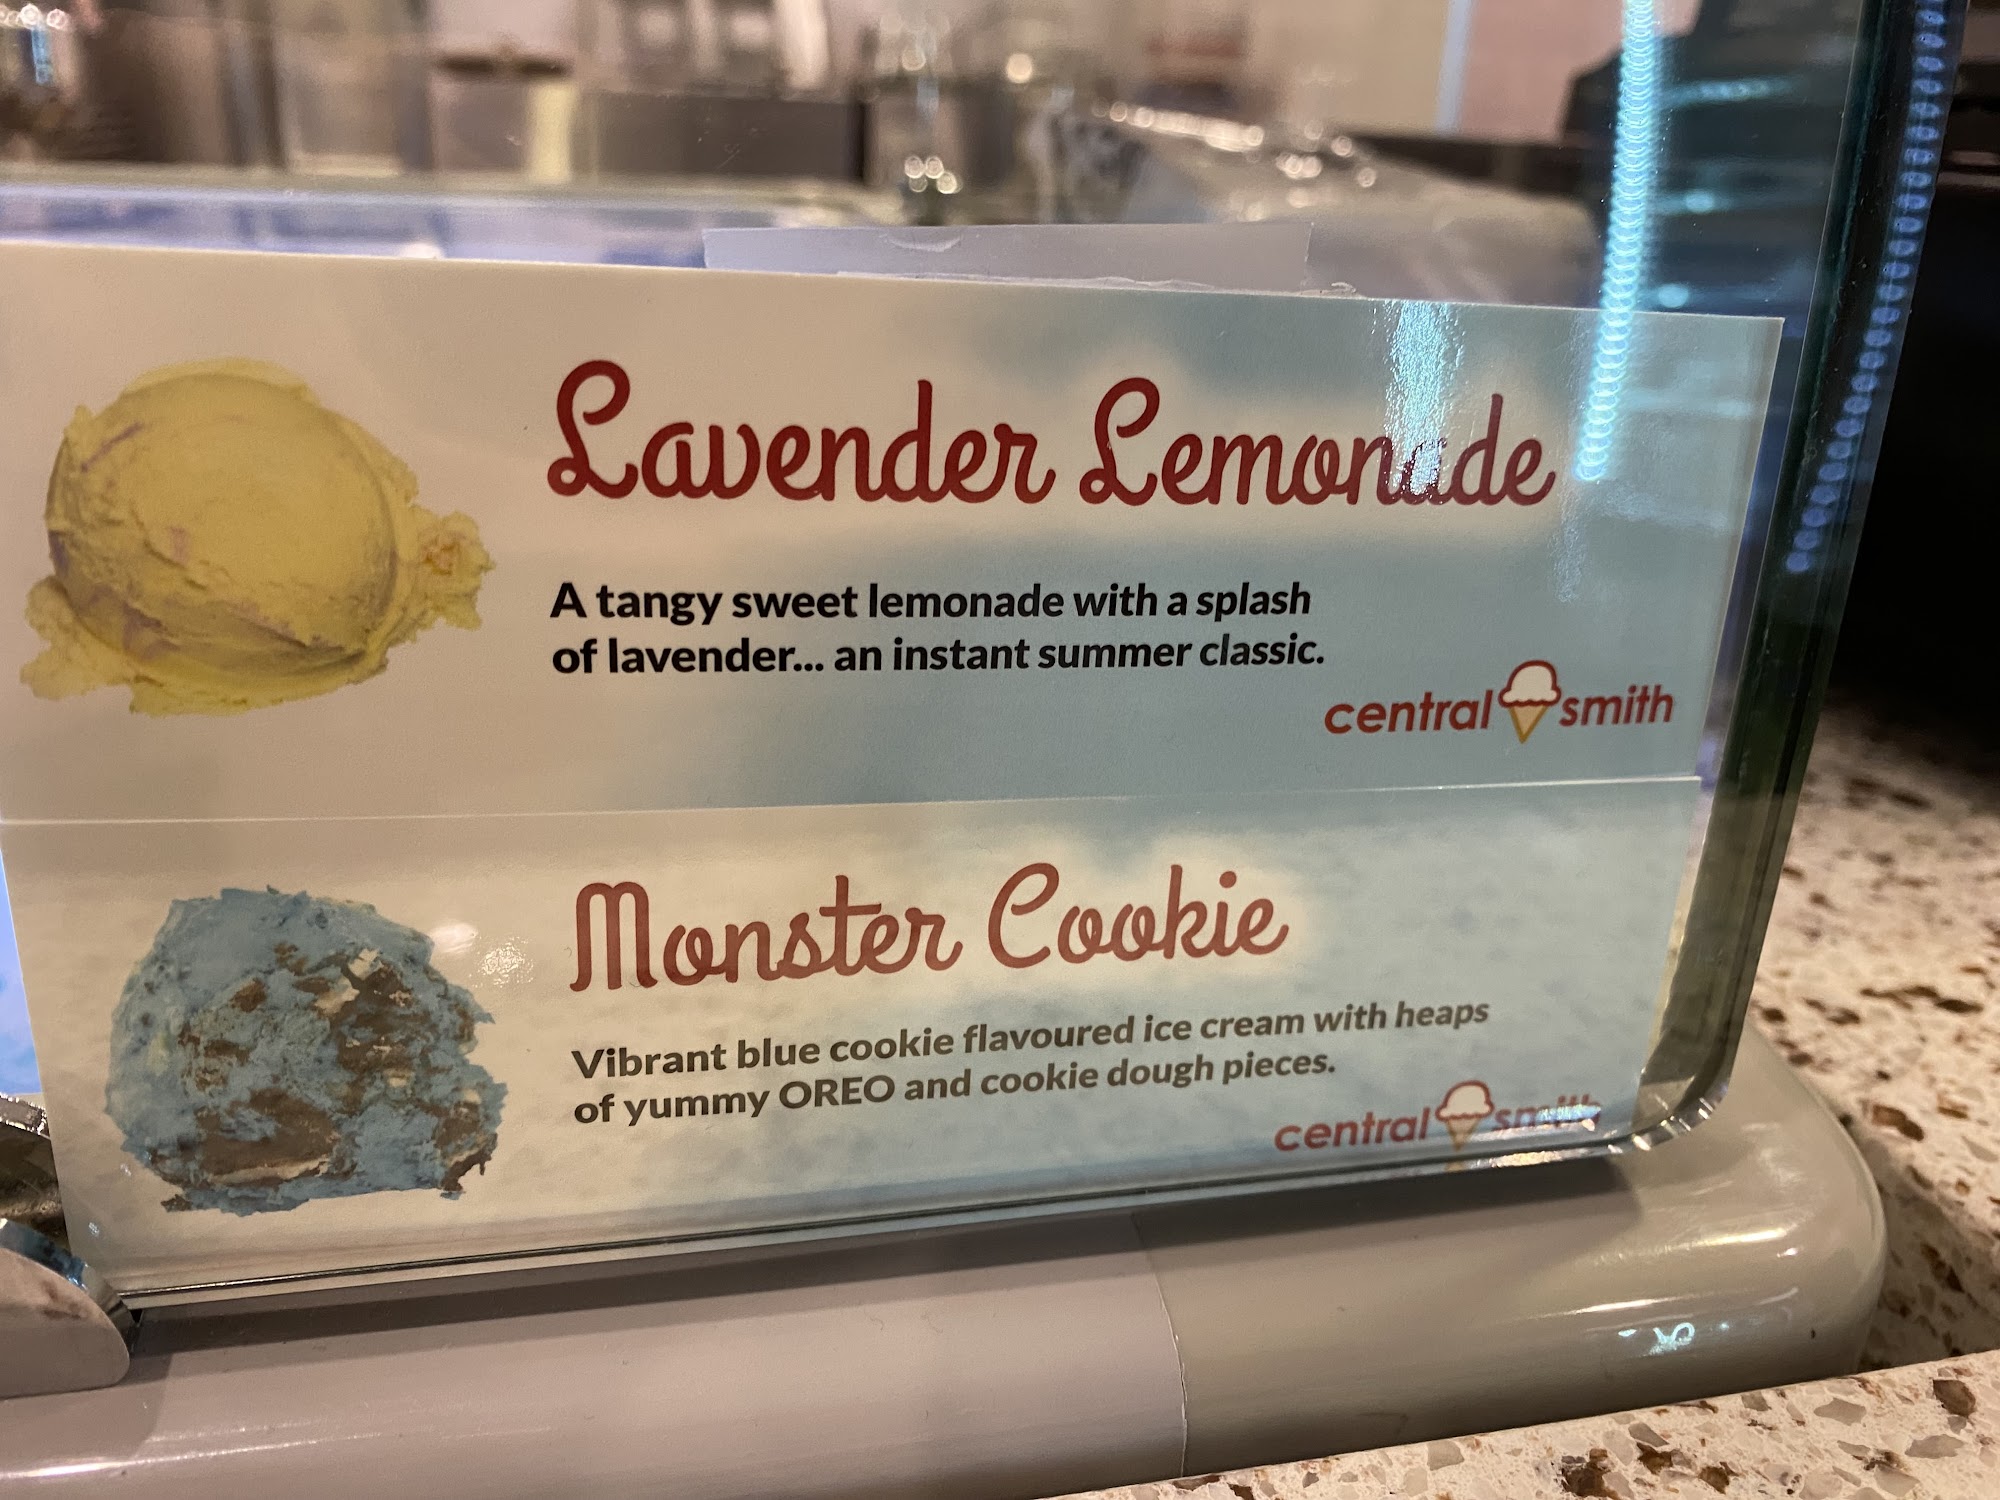 Lavender Lemonade
A tangy sweet lemonade with a splash
of lavender... an instant summer classic.
central smith
Monster Cookie
Vibrant blue cookie flavoured ice cream with heaps
of yummy OREO and cookie dough pieces.
central smith